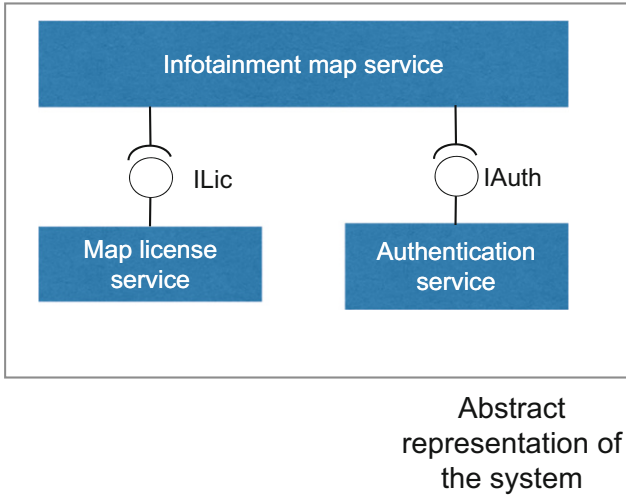 Infotainment map service
ILic
IAuth
Map license
service
Authentication
service
Abstract
representation of
the system